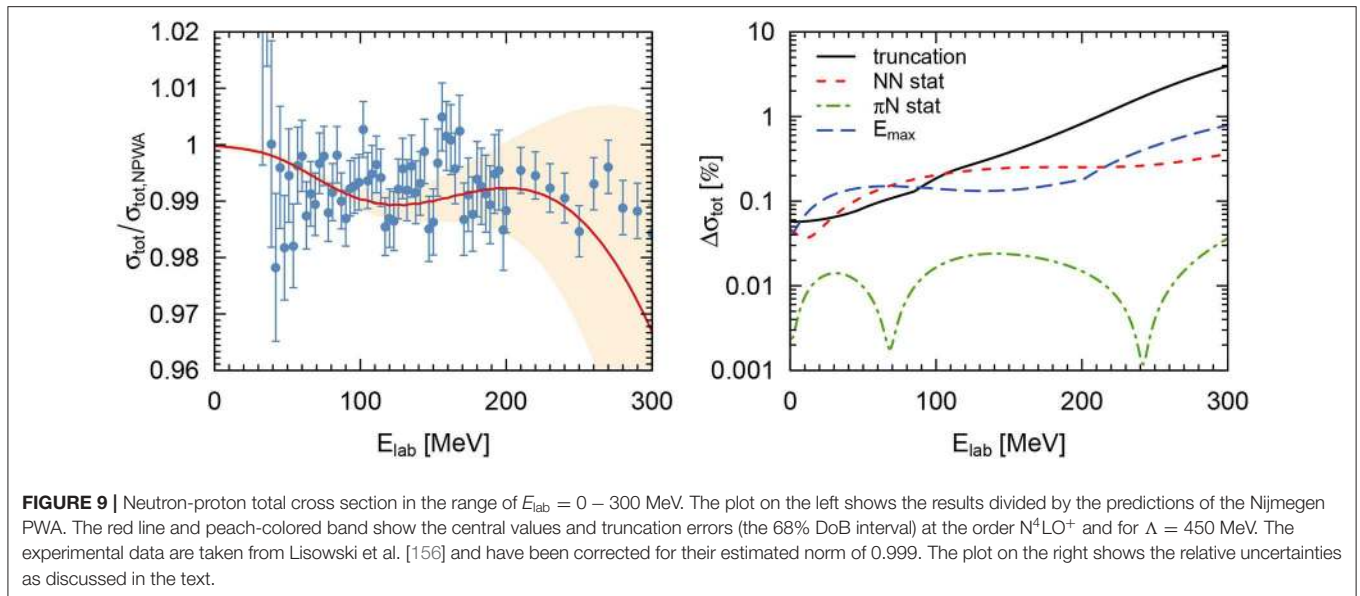 1.02
1.01
1
0.99
0.98
0.97
0.96
σtot/σtot,NPWA
0
100
200
300
Elab [MeV]
10
1
0.1
0.01
0.001
Δσtot [%]
truncation
NN stat
πN stat
Emax
0
100
200
300
Elab [MeV]
FIGURE 9 | Neutron-proton total cross section in the range of Elab = 0 – 300 MeV. The plot on the left shows the results divided by the predictions of the Nijmegen
PWA. The red line and peach-colored band show the central values and truncation errors (the 68% DoB interval) at the order N⁴LO⁺ and for Λ = 450 MeV. The
experimental data are taken from Lisowski et al. [156] and have been corrected for their estimated norm of 0.999. The plot on the right shows the relative uncertainties
as discussed in the text.